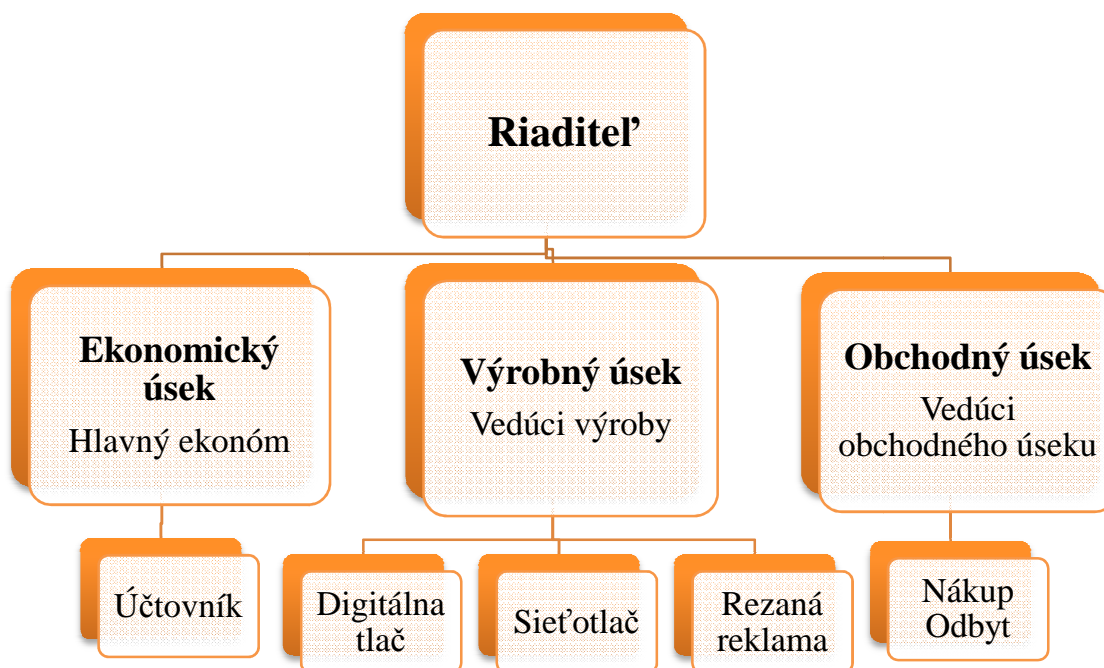 Riaditeľ
Ekonomický
úsek
Hlavný ekonóm
Výrobný úsek
Vedúci výroby
Obchodný úsek
Vedúci
obchodného úseku
Účtovník
Digitálna
tlač
Sieťotlač
Rezaná
reklama
Nákup
Odbyt